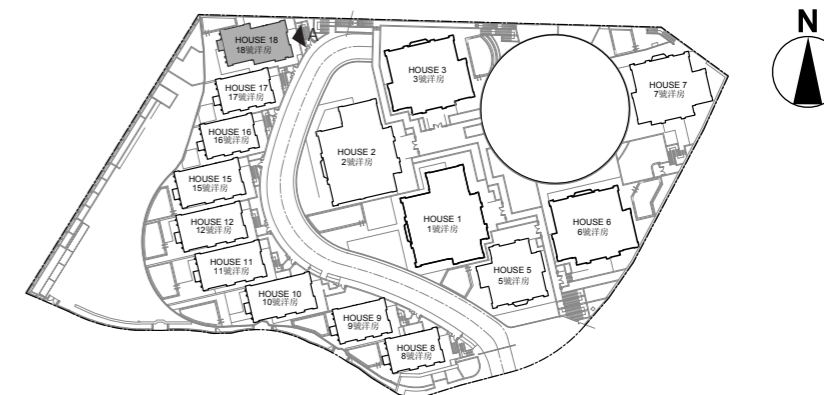 N
HOUSE 18
18號洋房
A
HOUSE 3
3號洋房
HOUSE 7
7號洋房
HOUSE 17
17號洋房
HOUSE 16
16號洋房
HOUSE 2
2號洋房
HOUSE 15
15號洋房
HOUSE 12
12號洋房
HOUSE 1
1號洋房
HOUSE 6
6號洋房
HOUSE 11
11號洋房
HOUSE 5
5號洋房
HOUSE 10
10號洋房
HOUSE 9
9號洋房
HOUSE 8
8號洋房